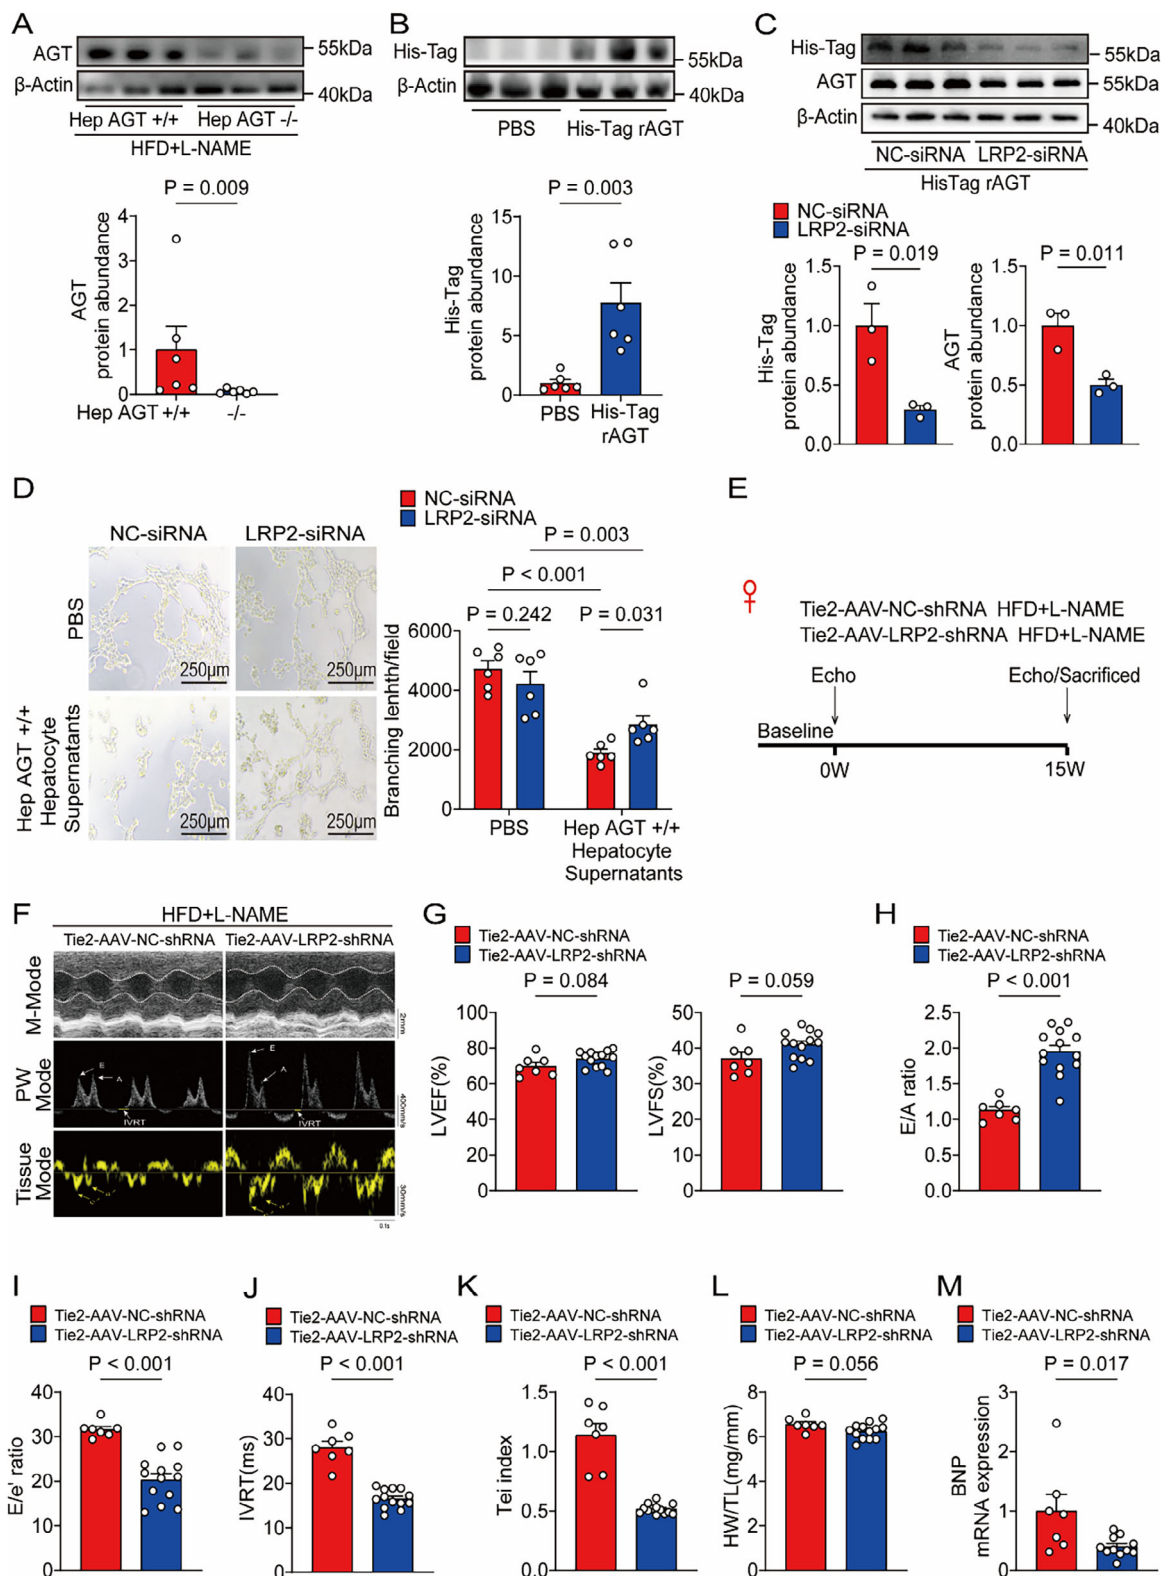 A
AGT
55kDa
β-Actin
40kDa
Hep AGT +/+ Hep AGT -/-
HFD+L-NAME
P = 0.009
AGT
protein abundance
4
3
2
1
0
Hep AGT +/+ -/-
B
His-Tag
55kDa
β-Actin
40kDa
PBS His-Tag rAGT
P = 0.003
His-Tag
protein abundance
15
10
5
0
PBS His-Tag
rAGT
C
His-Tag
55kDa
AGT
55kDa
β-Actin
40kDa
NC-siRNA LRP2-siRNA
HisTag rAGT
NC-siRNA
LRP2-siRNA
P = 0.019
His-Tag
protein abundance
1.5
1.0
0.5
0.0
P = 0.011
AGT
protein abundance
1.5
1.0
0.5
0.0
D
NC-siRNA LRP2-siRNA
PBS
250μm 250μm
Hep AGT +/+
Hepatocyte
Supernatants
250μm 250μm
NC-siRNA
LRP2-siRNA
P = 0.003
P < 0.001
P = 0.242 P = 0.031
Branching lenhth/field
6000
4000
2000
0
PBS Hep AGT +/+
Hepatocyte
Supernatants
E
♀
Tie2-AAV-NC-shRNA HFD+L-NAME
Tie2-AAV-LRP2-shRNA HFD+L-NAME
Echo Echo/Sacrificed
Baseline
0W 15W
F
HFD+L-NAME
Tie2-AAV-NC-shRNA Tie2-AAV-LRP2-shRNA
M-Mode
2mm
PW
Mode
E
A
IVRT
E
A
IVRT
400mm/s
Tissue
Mode
30mm/s
0.1s
G
Tie2-AAV-NC-shRNA
Tie2-AAV-LRP2-shRNA
P = 0.084
LVEF(%)
100
80
60
40
20
0
P = 0.059
LVFS(%)
50
40
30
20
10
0
H
Tie2-AAV-NC-shRNA
Tie2-AAV-LRP2-shRNA
P < 0.001
E/A ratio
2.5
2.0
1.5
1.0
0.5
0.0
I
Tie2-AAV-NC-shRNA
Tie2-AAV-LRP2-shRNA
P < 0.001
E/e' ratio
40
30
20
10
0
J
Tie2-AAV-NC-shRNA
Tie2-AAV-LRP2-shRNA
P < 0.001
IVRT(ms)
40
30
20
10
0
K
Tie2-AAV-NC-shRNA
Tie2-AAV-LRP2-shRNA
P < 0.001
Tei index
1.5
1.0
0.5
0.0
L
Tie2-AAV-NC-shRNA
Tie2-AAV-LRP2-shRNA
P = 0.056
HW/TL(mg/mm)
8
6
4
2
0
M
Tie2-AAV-NC-shRNA
Tie2-AAV-LRP2-shRNA
P = 0.017
BNP
mRNA expression
3
2
1
0